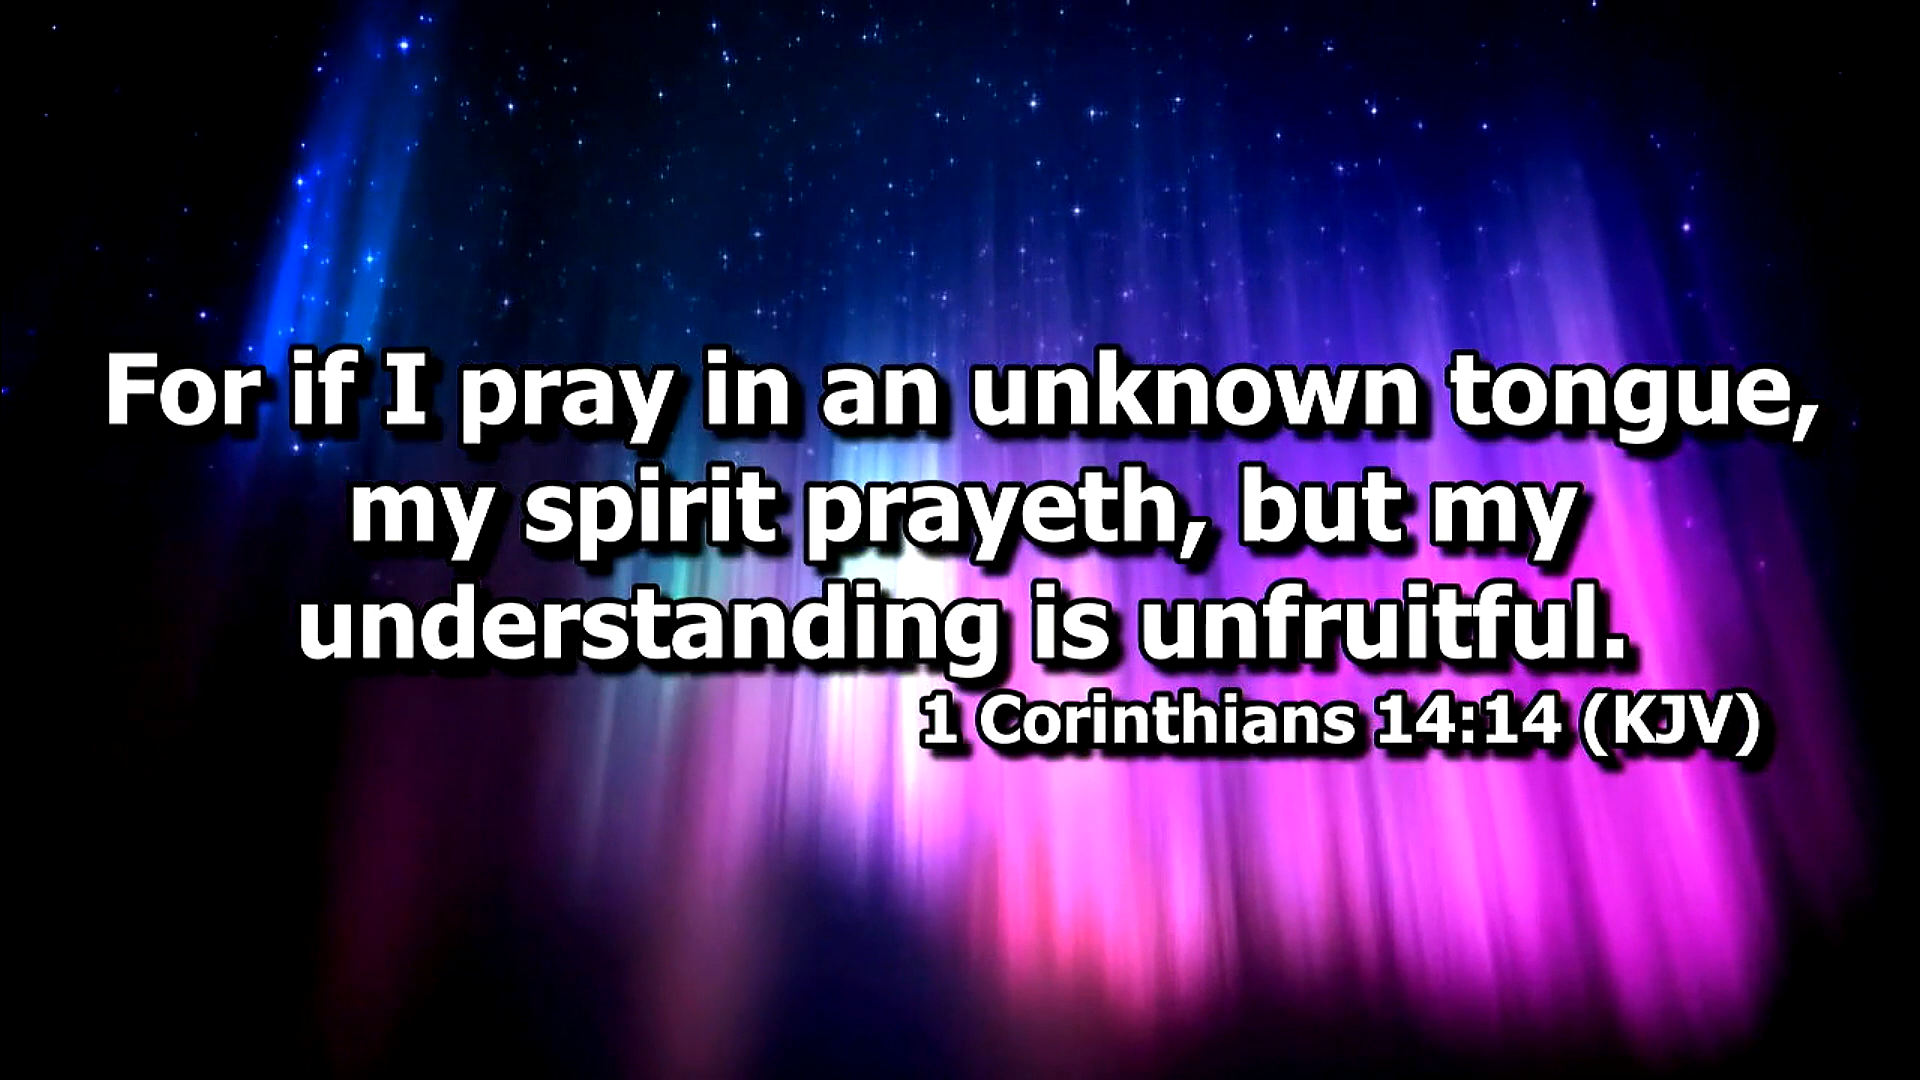 For if I pray in an unknown tongue,
my spirit prayeth, but my
understanding is unfruitful.
1 Corinthians 14:14 (KJV)